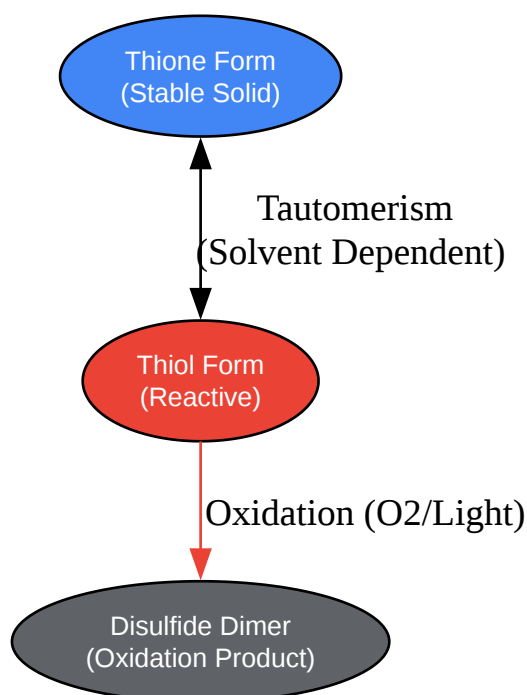 Thione Form
(Stable Solid)
Tautomerism
(Solvent Dependent)
Thiol Form
(Reactive)
Oxidation (O2/Light)
Disulfide Dimer
(Oxidation Product)